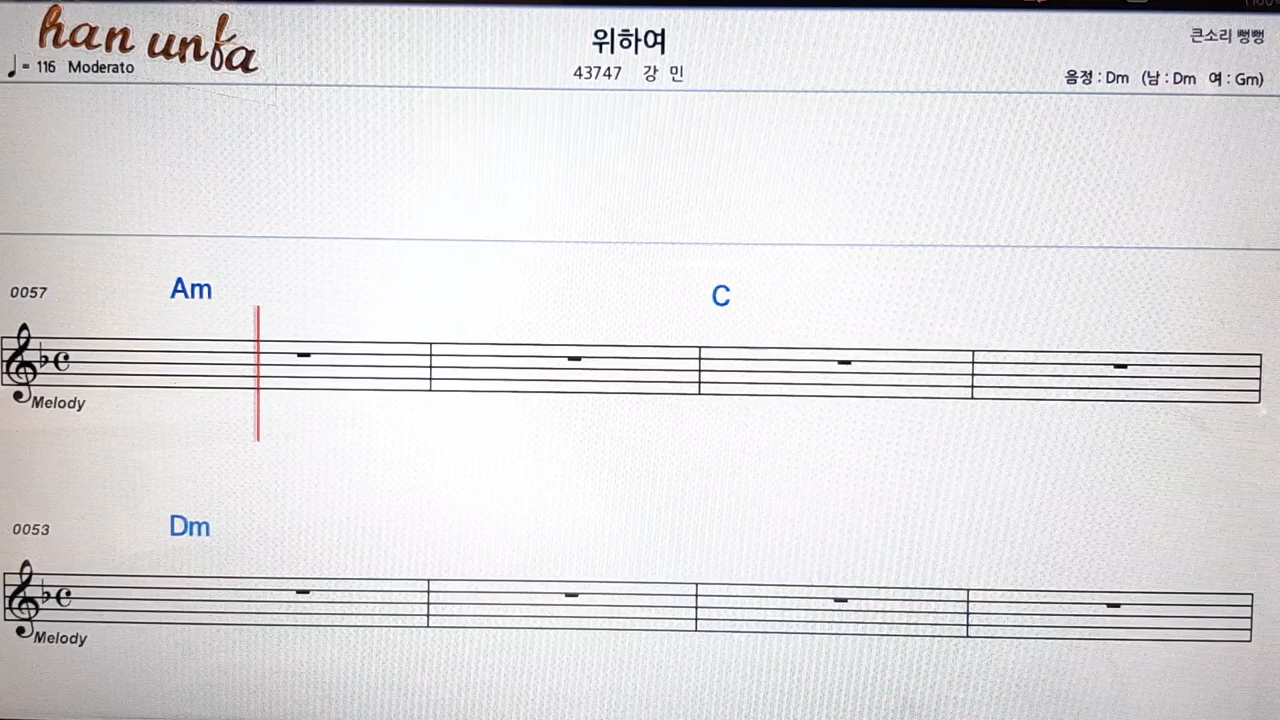 han unfa
♩= 116 Moderato
위하여
43747 강 민
큰소리 뻥뻥
음정 : Dm (남 : Dm 여 : Gm)
0057 Am C
Melody
0053 Dm
Melody